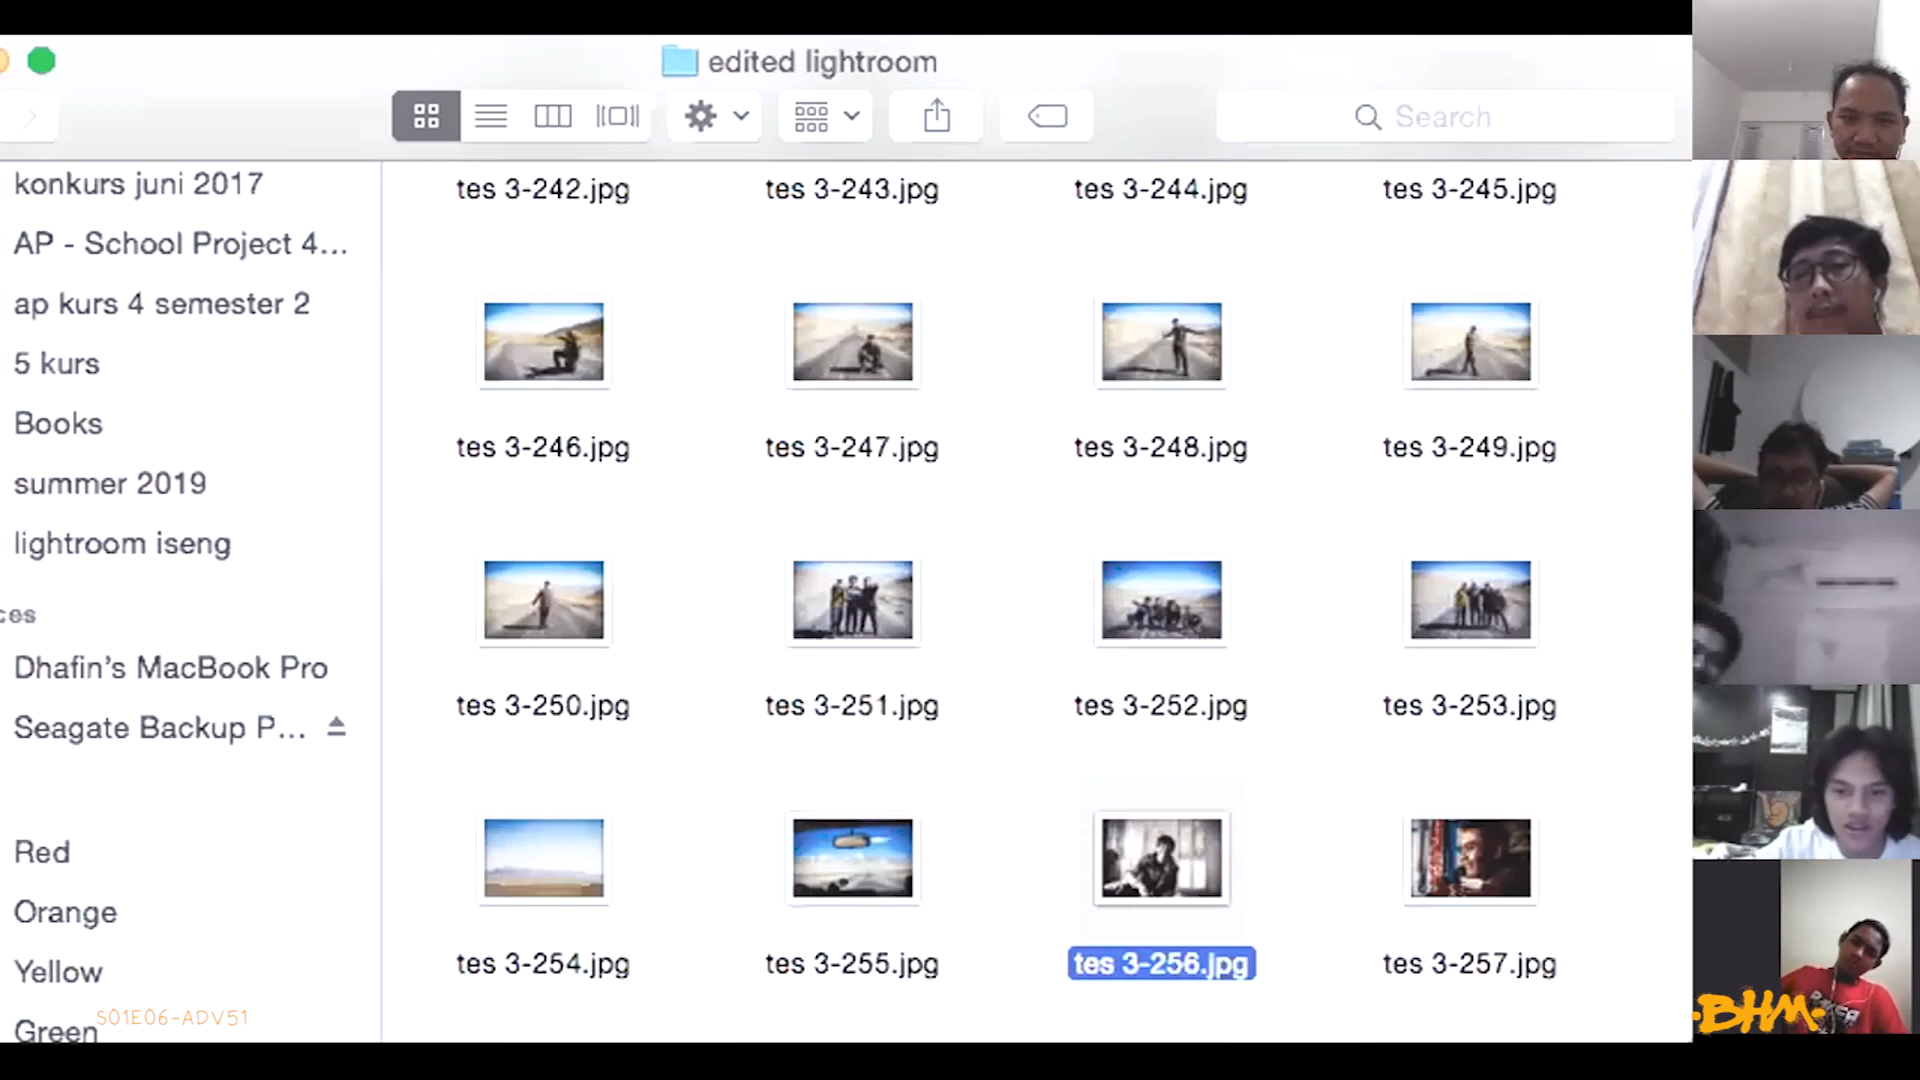 edited lightroom
Search
konkurs juni 2017
AP - School Project 4...
ap kurs 4 semester 2
5 kurs
Books
summer 2019
lightroom iseng
ces
Dhafin's MacBook Pro
Seagate Backup P...
Red
Orange
Yellow
Green
tes 3-242.jpg
tes 3-243.jpg
tes 3-244.jpg
tes 3-245.jpg
tes 3-246.jpg
tes 3-247.jpg
tes 3-248.jpg
tes 3-249.jpg
tes 3-250.jpg
tes 3-251.jpg
tes 3-252.jpg
tes 3-253.jpg
tes 3-254.jpg
tes 3-255.jpg
tes 3-256.jpg
tes 3-257.jpg
S01E06-ADV51
BHM